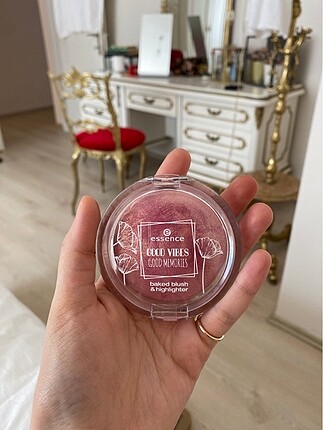 essence
GOOD VIBES
GOOD MEMORIES
baked blush
& highlighter